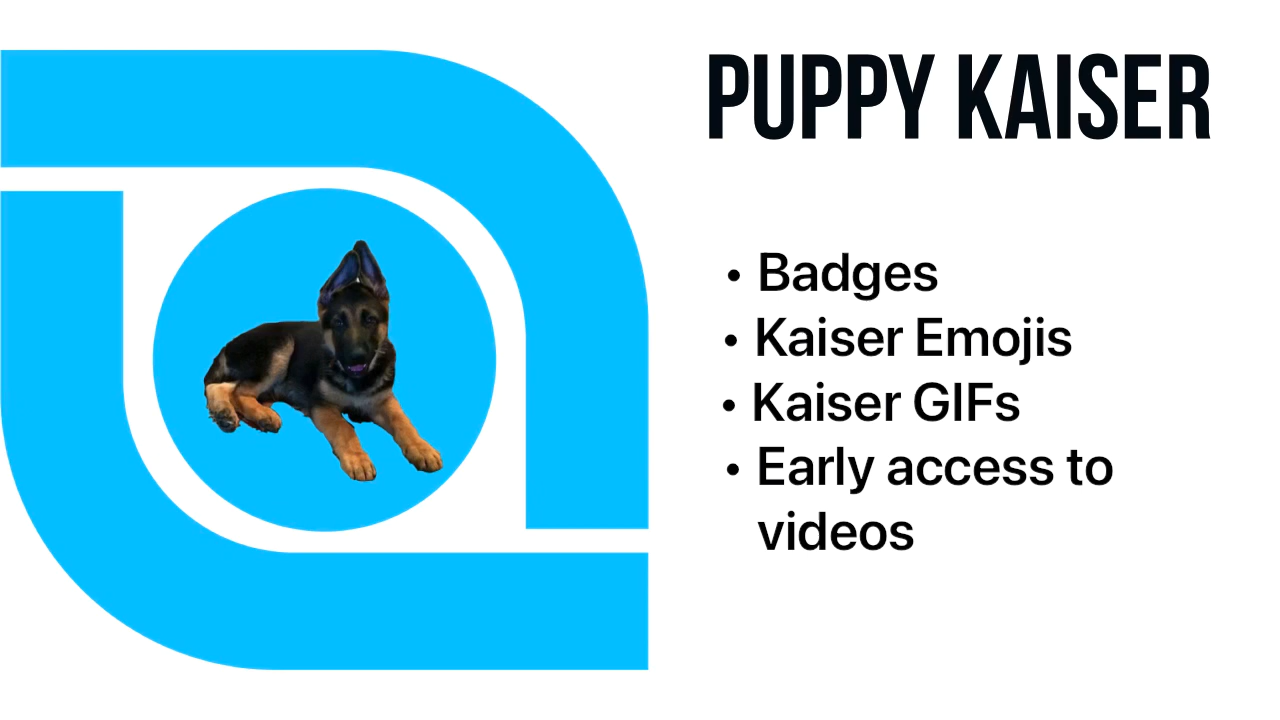 PUPPY KAISER
• Badges
• Kaiser Emojis
• Kaiser GIFs
• Early access to
videos